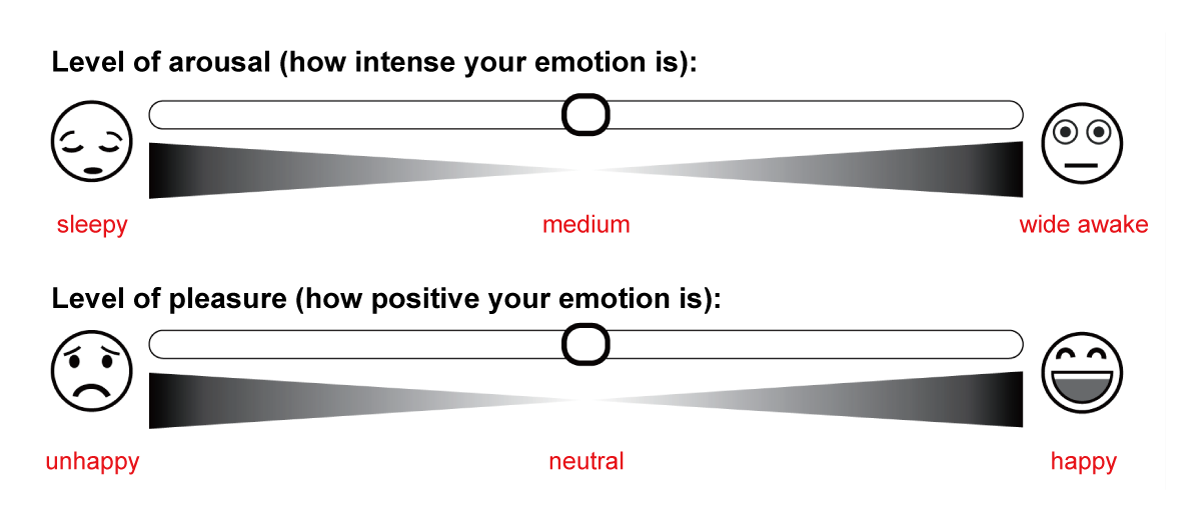 Level of arousal (how intense your emotion is):
sleepy medium wide awake
Level of pleasure (how positive your emotion is):
unhappy neutral happy